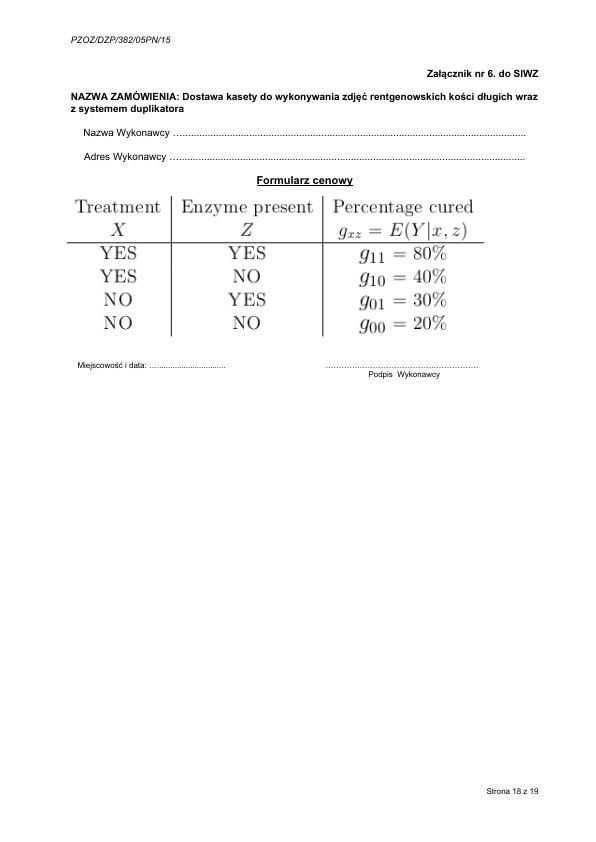 PZOZ/DZP/382/05PN/15
Załącznik nr 6. do SIWZ
NAZWA ZAMÓWIENIA: Dostawa kasety do wykonywania zdjęć rentgenowskich kości długich wraz
z systemem duplikatora
Nazwa Wykonawcy ...............................................................................................................................
Adres Wykonawcy ................................................................................................................................
Formularz cenowy
Treatment Enzyme present Percentage cured
X Z g_{xz} = E(Y|x, z)
YES YES g_{11} = 80%
YES NO g_{10} = 40%
NO YES g_{01} = 30%
NO NO g_{00} = 20%
Miejscowość i data: ................................. ..........................................................
Podpis Wykonawcy
Strona 18 z 19